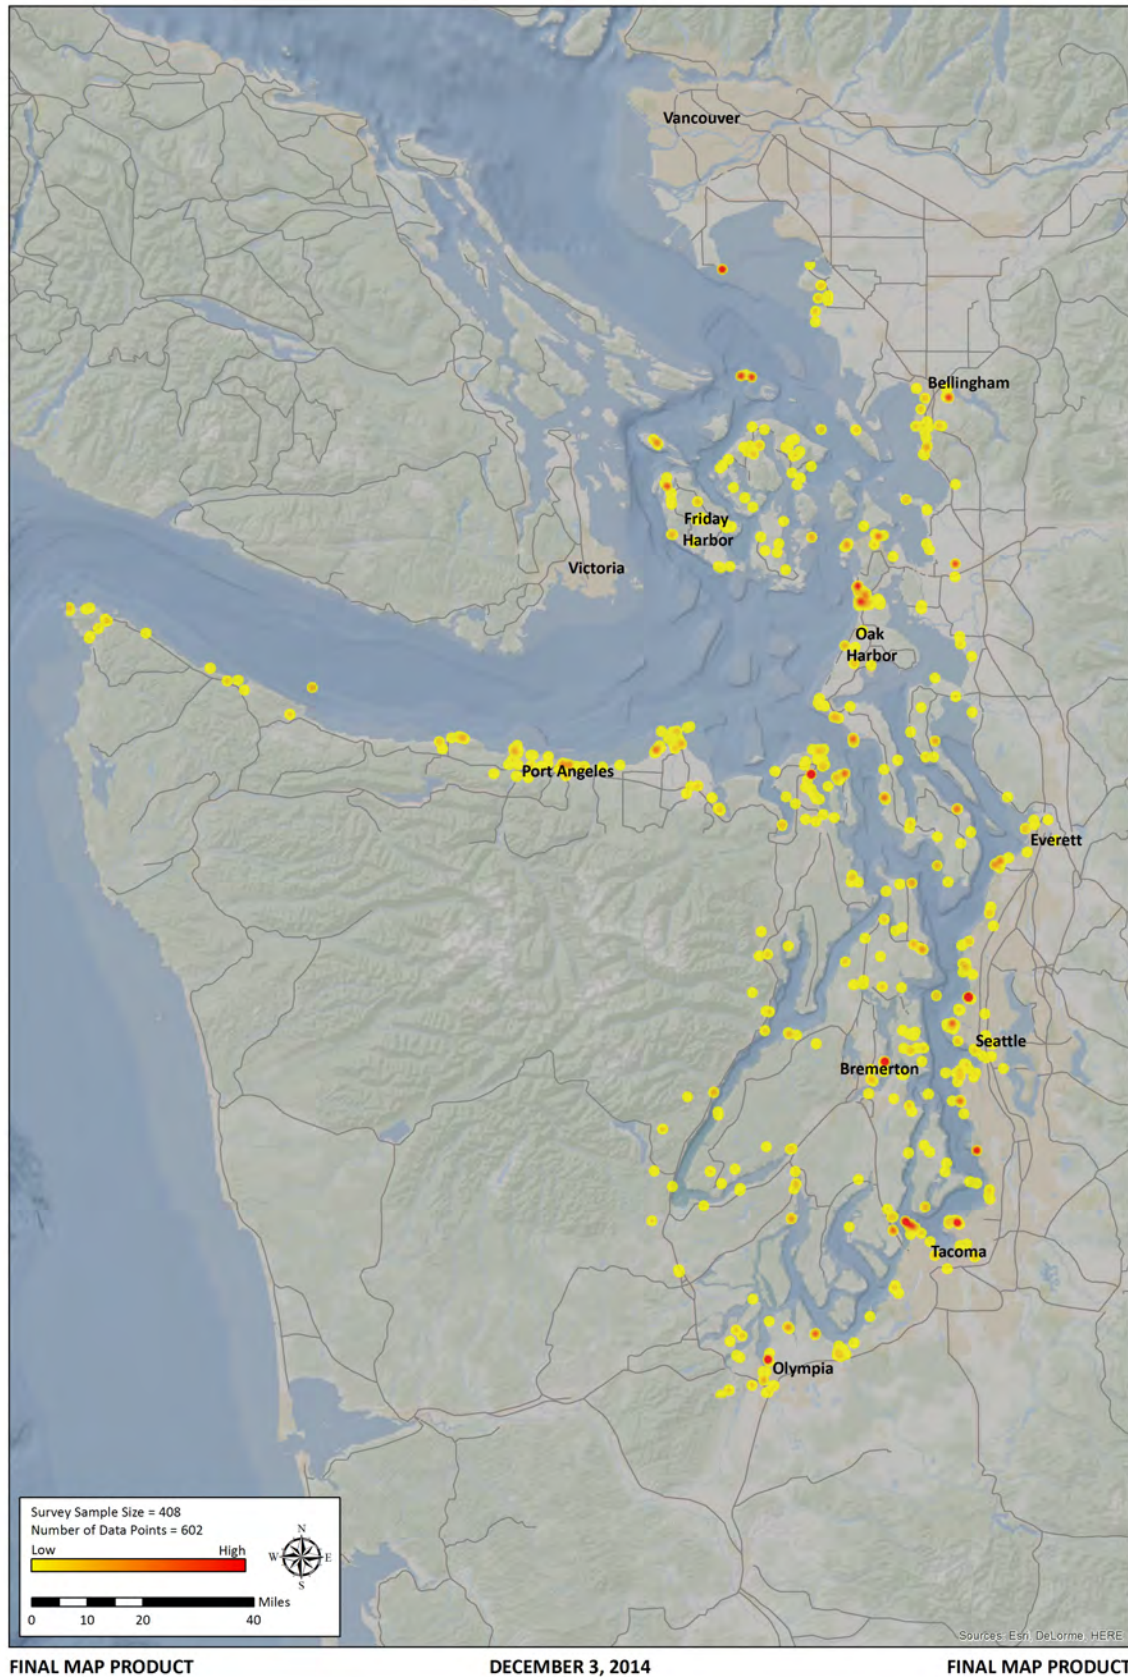 Vancouver
Bellingham
Friday
Harbor
Victoria
Oak
Harbor
Port Angeles
Everett
Seattle
Bremerton
Tacoma
Olympia
Survey Sample Size = 408
Number of Data Points = 602
Low High
N
W E
S
Miles
0 10 20 40
Sources: Esri, DeLorme, HERE
FINAL MAP PRODUCT DECEMBER 3, 2014 FINAL MAP PRODUCT